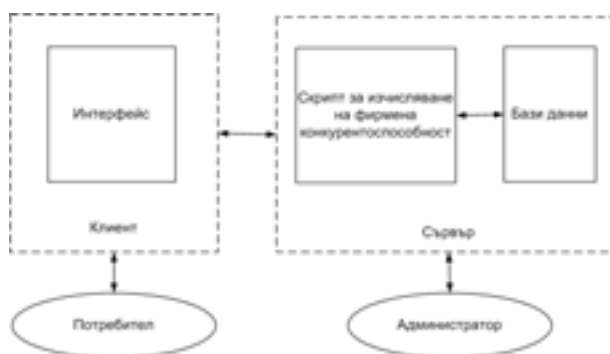 Интерфейс
Скрипт за изчисляване
на фирмена
конкурентоспособност
Бази данни
Клиент
Сървър
Потребител
Администратор